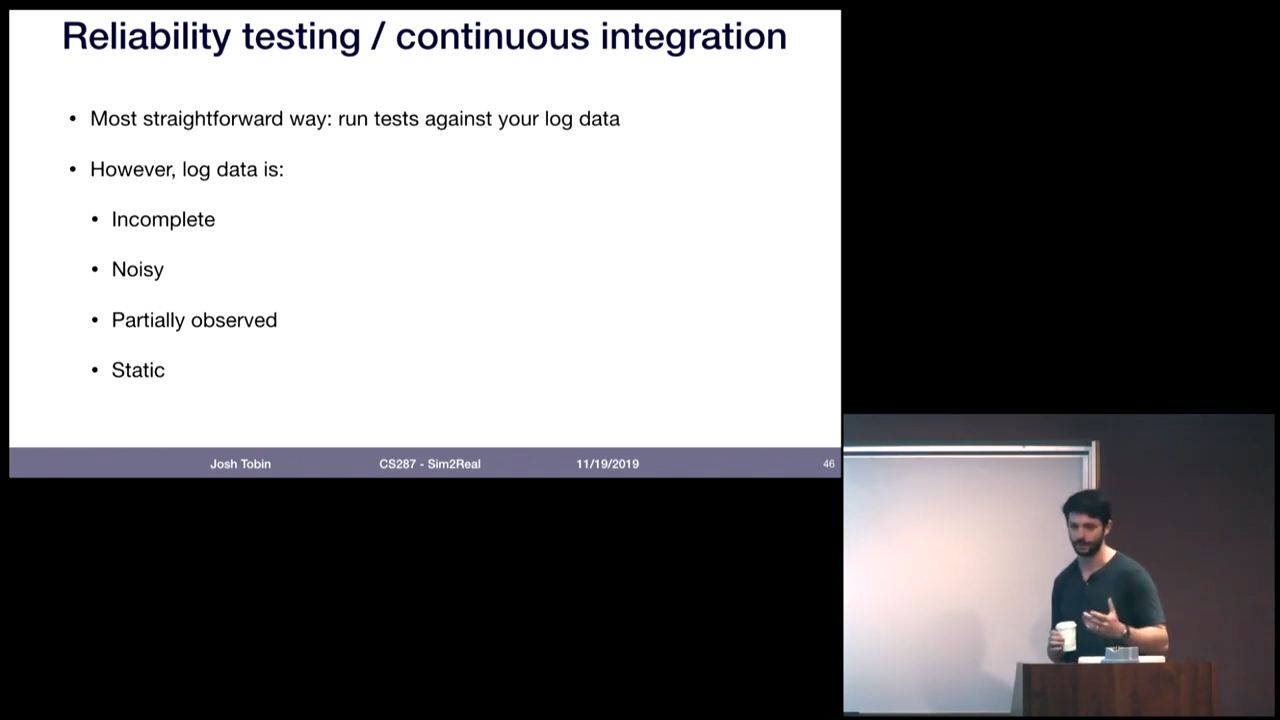 Reliability testing / continuous integration
• Most straightforward way: run tests against your log data
• However, log data is:
• Incomplete
• Noisy
• Partially observed
• Static
Josh Tobin CS287 - Sim2Real 11/19/2019 46